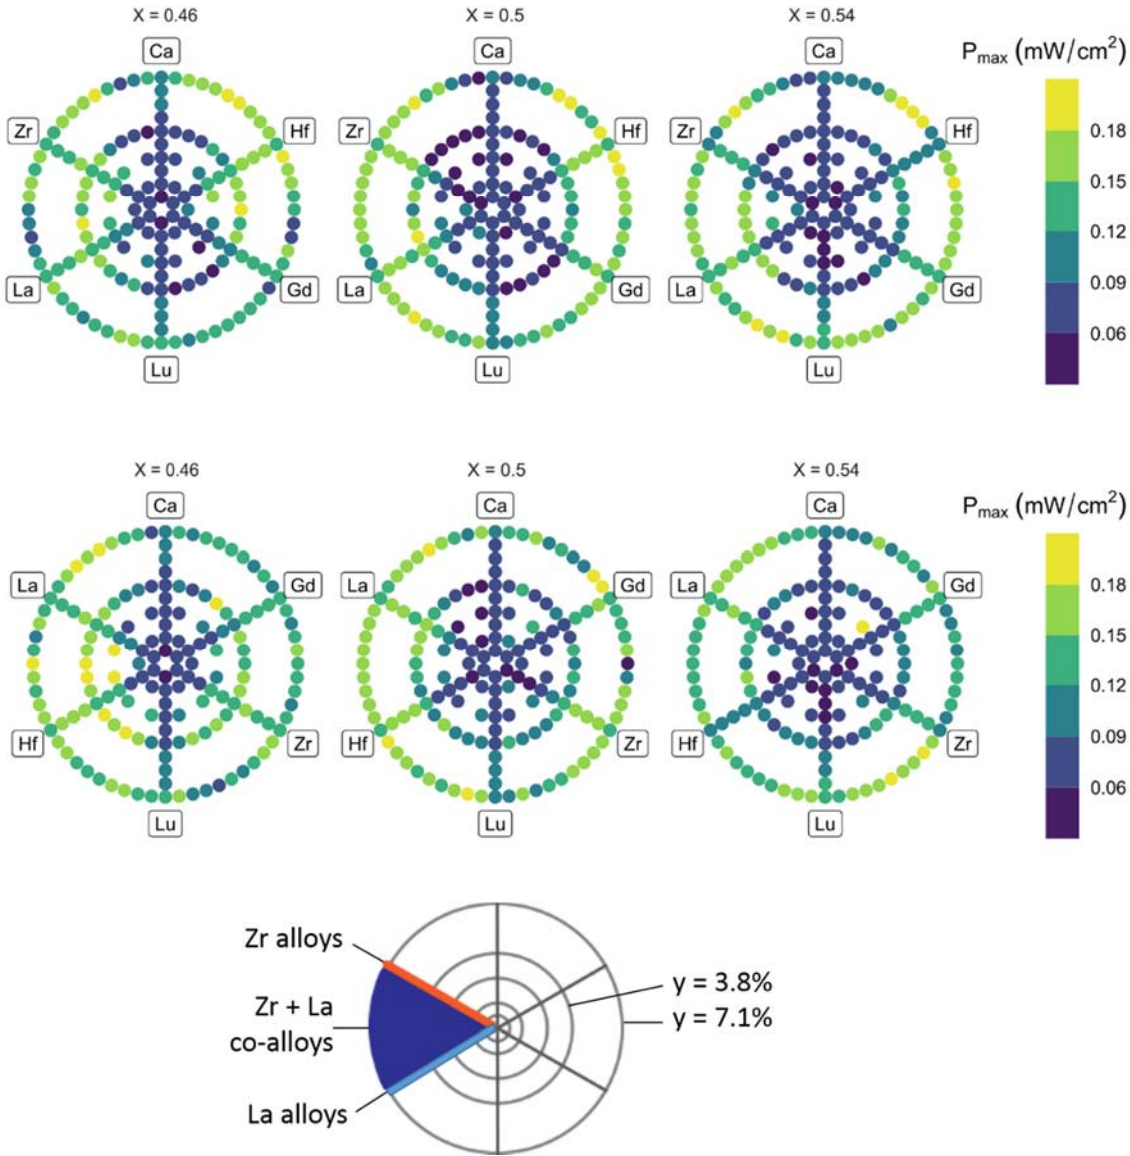 X = 0.46
X = 0.5
X = 0.54
P max (mW/cm²)
Ca
Ca
Ca
Zr
Hf
Zr
Hf
Zr
Hf
La
Gd
La
Gd
La
Gd
Lu
Lu
Lu
0.18
0.15
0.12
0.09
0.06
X = 0.46
X = 0.5
X = 0.54
P max (mW/cm²)
Ca
Ca
Ca
La
Gd
La
Gd
La
Gd
Hf
Zr
Hf
Zr
Hf
Zr
Lu
Lu
Lu
0.18
0.15
0.12
0.09
0.06
Zr alloys
Zr + La
co-alloys
La alloys
y = 3.8%
y = 7.1%